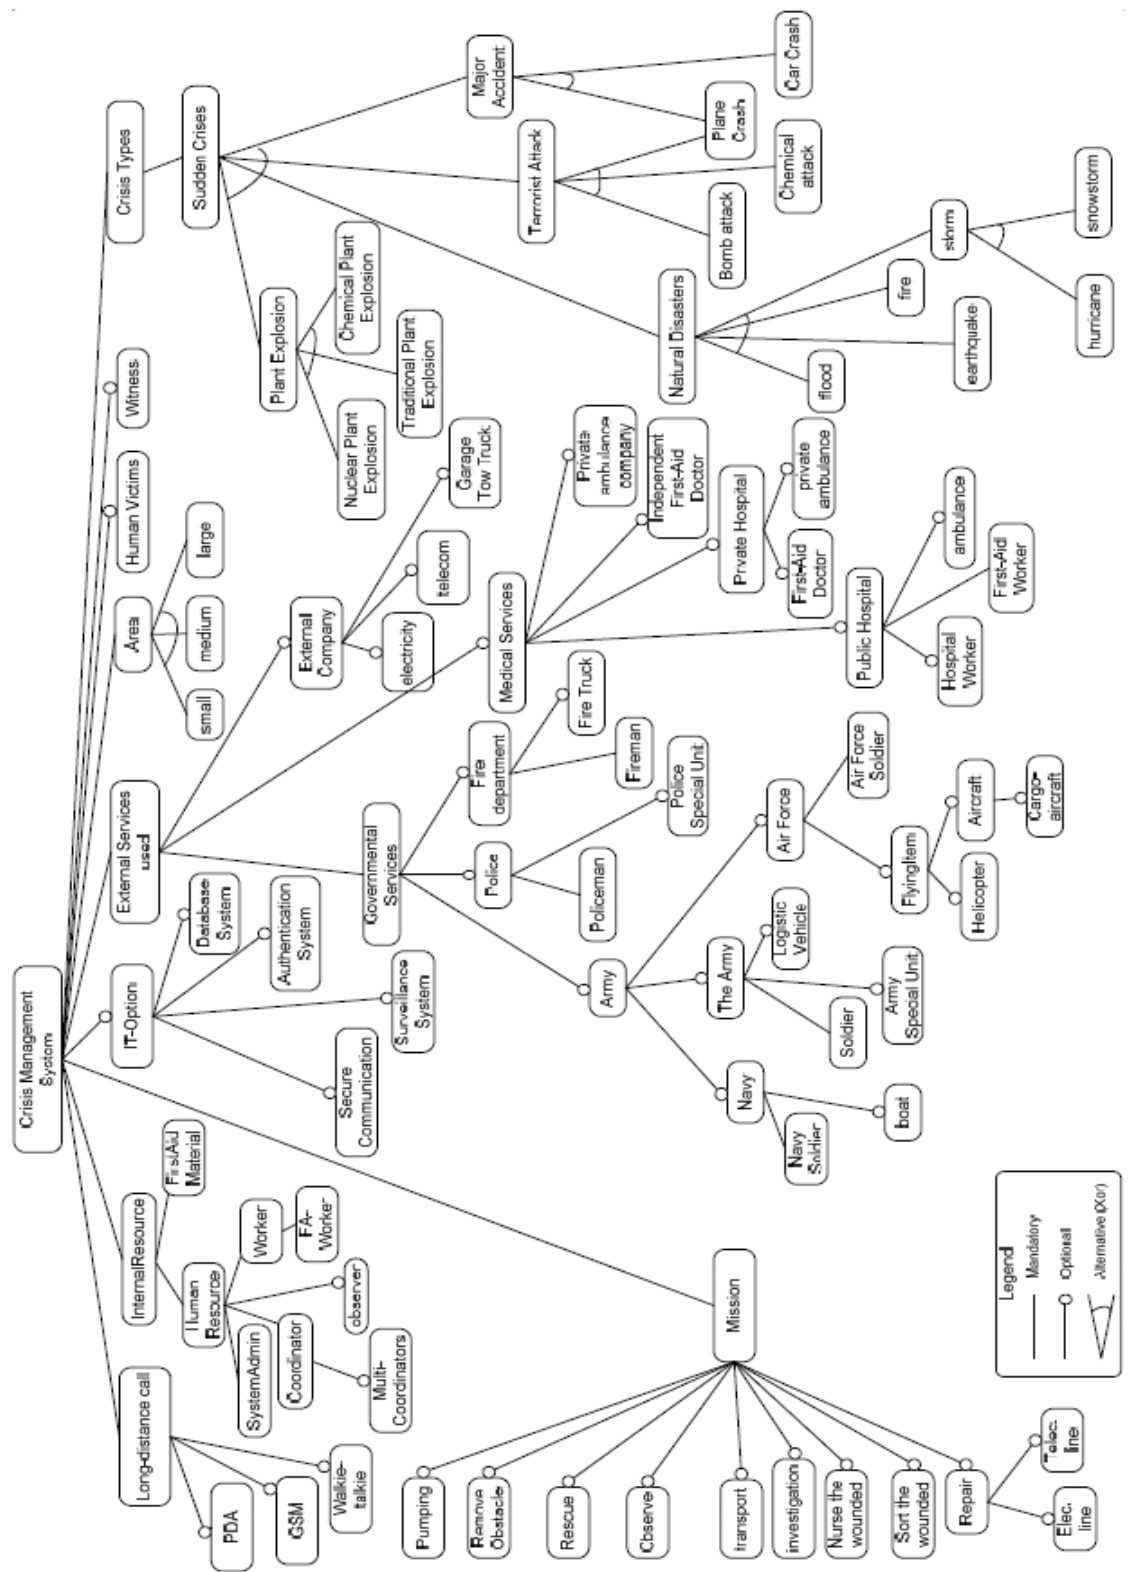 Crisis Management
System
Long-distance call
PDA
GSM
Walkie-
talkie
InternalResource
Human
Resource
SystemAdmin
Coordinator
Multi-
Coordinators
observer
Worker
FA-
Worker
FirstAid
Material
Mission
Pumping
Remove
Obstacle
Rescue
Observe
transport
investigation
Nurse the
wounded
Sort the
wounded
Repair
Elec.
line
Telec.
line
IT-Option
Secure
Communication
Surveillance
System
Authentication
System
Database
System
External Services
used
Governmental
Services
Army
Navy
Navy
Soldier
boat
The Army
Soldier
Army
Special Unit
Logistic
Vehicle
Air Force
FlyingItem
Helicopter
Aircraft
Cargo-
aircraft
Air Force
Soldier
Police
Policeman
Police
Special Unit
Fire
department
Fireman
Fire Truck
Medical Services
Public Hospital
Hospital
Worker
First-Aid
Worker
ambulance
Private Hospital
First-Aid
Doctor
private
ambulance
Independent
First-Aid
Doctor
Private
ambulance
company
External
Company
electricity
telecom
Garage
Tow Truck
Area
small
medium
large
Human Victims
Witness
Crisis Types
Sudden Crises
Plant Explosion
Nuclear Plant
Explosion
Traditional Plant
Explosion
Chemical Plant
Explosion
Natural Disasters
flood
earthquake
fire
storm
hurricane
snowstorm
Terrorist Attack
Bomb attack
Chemical
attack
Plane
Crash
Major
Accident
Car Crash
Legend
Mandatory
Optional
Alternative (Xor)